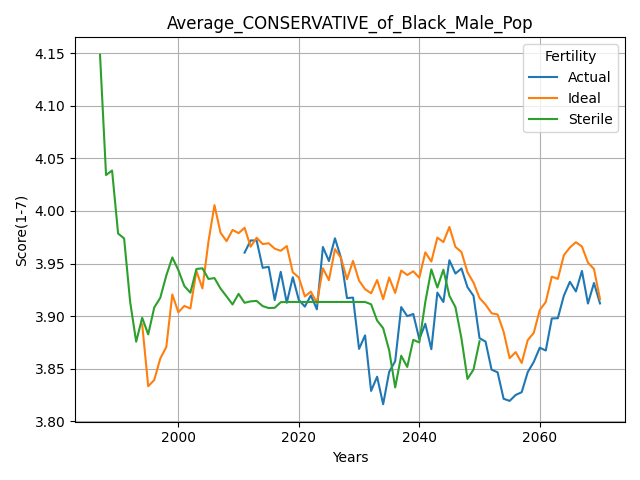 Average_CONSERVATIVE_of_Black_Male_Pop
Fertility
Actual
Ideal
Sterile
4.15
4.10
4.05
4.00
3.95
3.90
3.85
3.80
Score(1-7)
2000
2020
2040
2060
Years